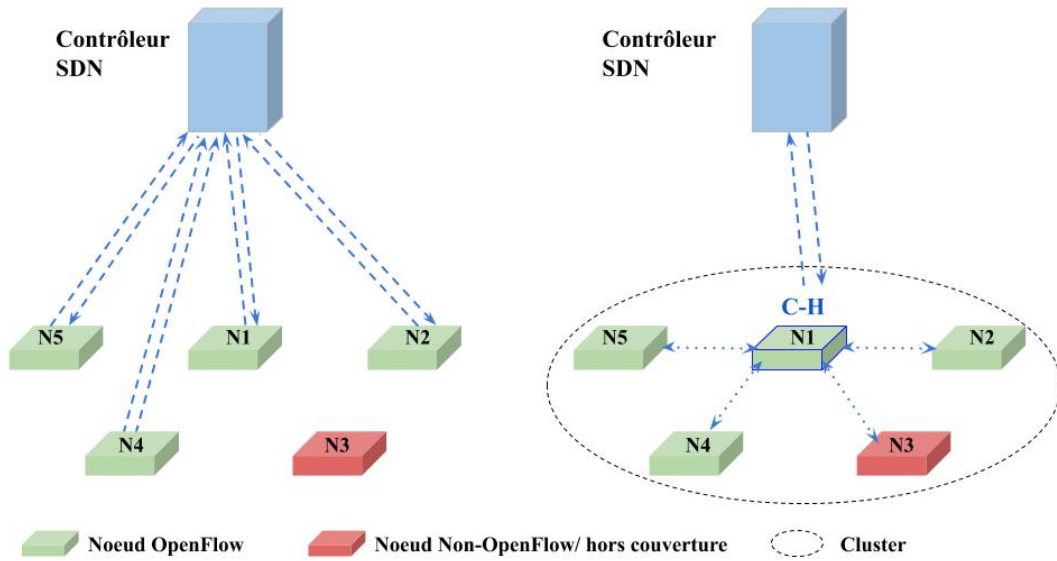 Contrôleur
SDN
Contrôleur
SDN
C-H
N5
N1
N2
N5
N1
N2
N4
N3
N4
N3
Noeud OpenFlow
Noeud Non-OpenFlow/ hors couverture
Cluster